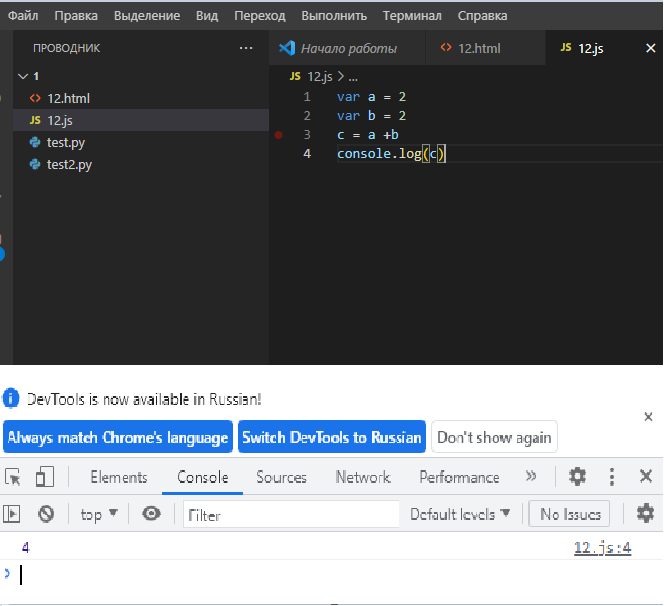 Файл Правка Выделение Вид Переход Выполнить Терминал Справка
ПРОВОДНИК ...
Начало работы <> 12.html JS 12.js ×
1
<> 12.html
JS 12.js
test.py
test2.py
JS 12.js > ...
1 var a = 2
2 var b = 2
3 c = a +b
4 console.log(c)
DevTools is now available in Russian!
Always match Chrome's language Switch DevTools to Russian Don't show again
Elements Console Sources Network Performance »
top Filter Default levels No Issues
4 12.js:4